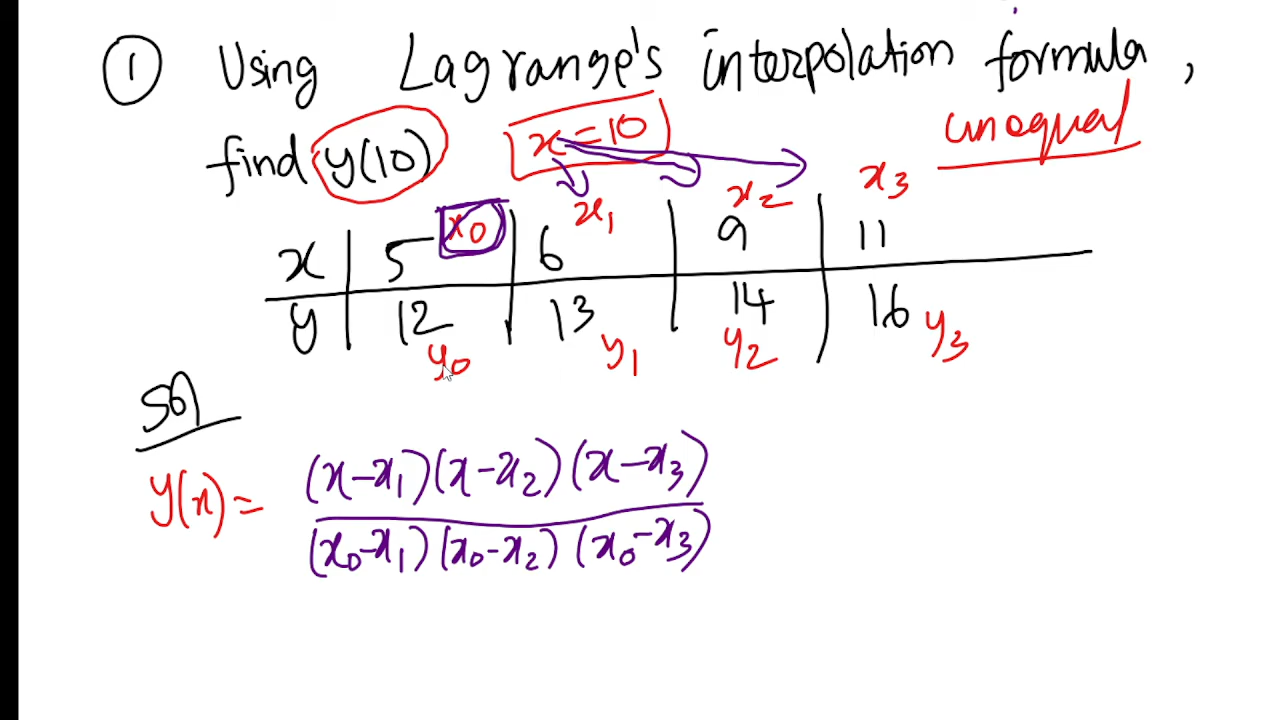 ① Using Lagrange's interpolation formula,
find y(10) x = 10 unequal
x | 5 x₀ | 6 x₁ | 9 x₂ | 11 x₃
y | 12 y₀ | 13 y₁ | 14 y₂ | 16 y₃
Sol
y(x) = (x-x₁)(x-x₂)(x-x₃)
(x₀-x₁)(x₀-x₂)(x₀-x₃)